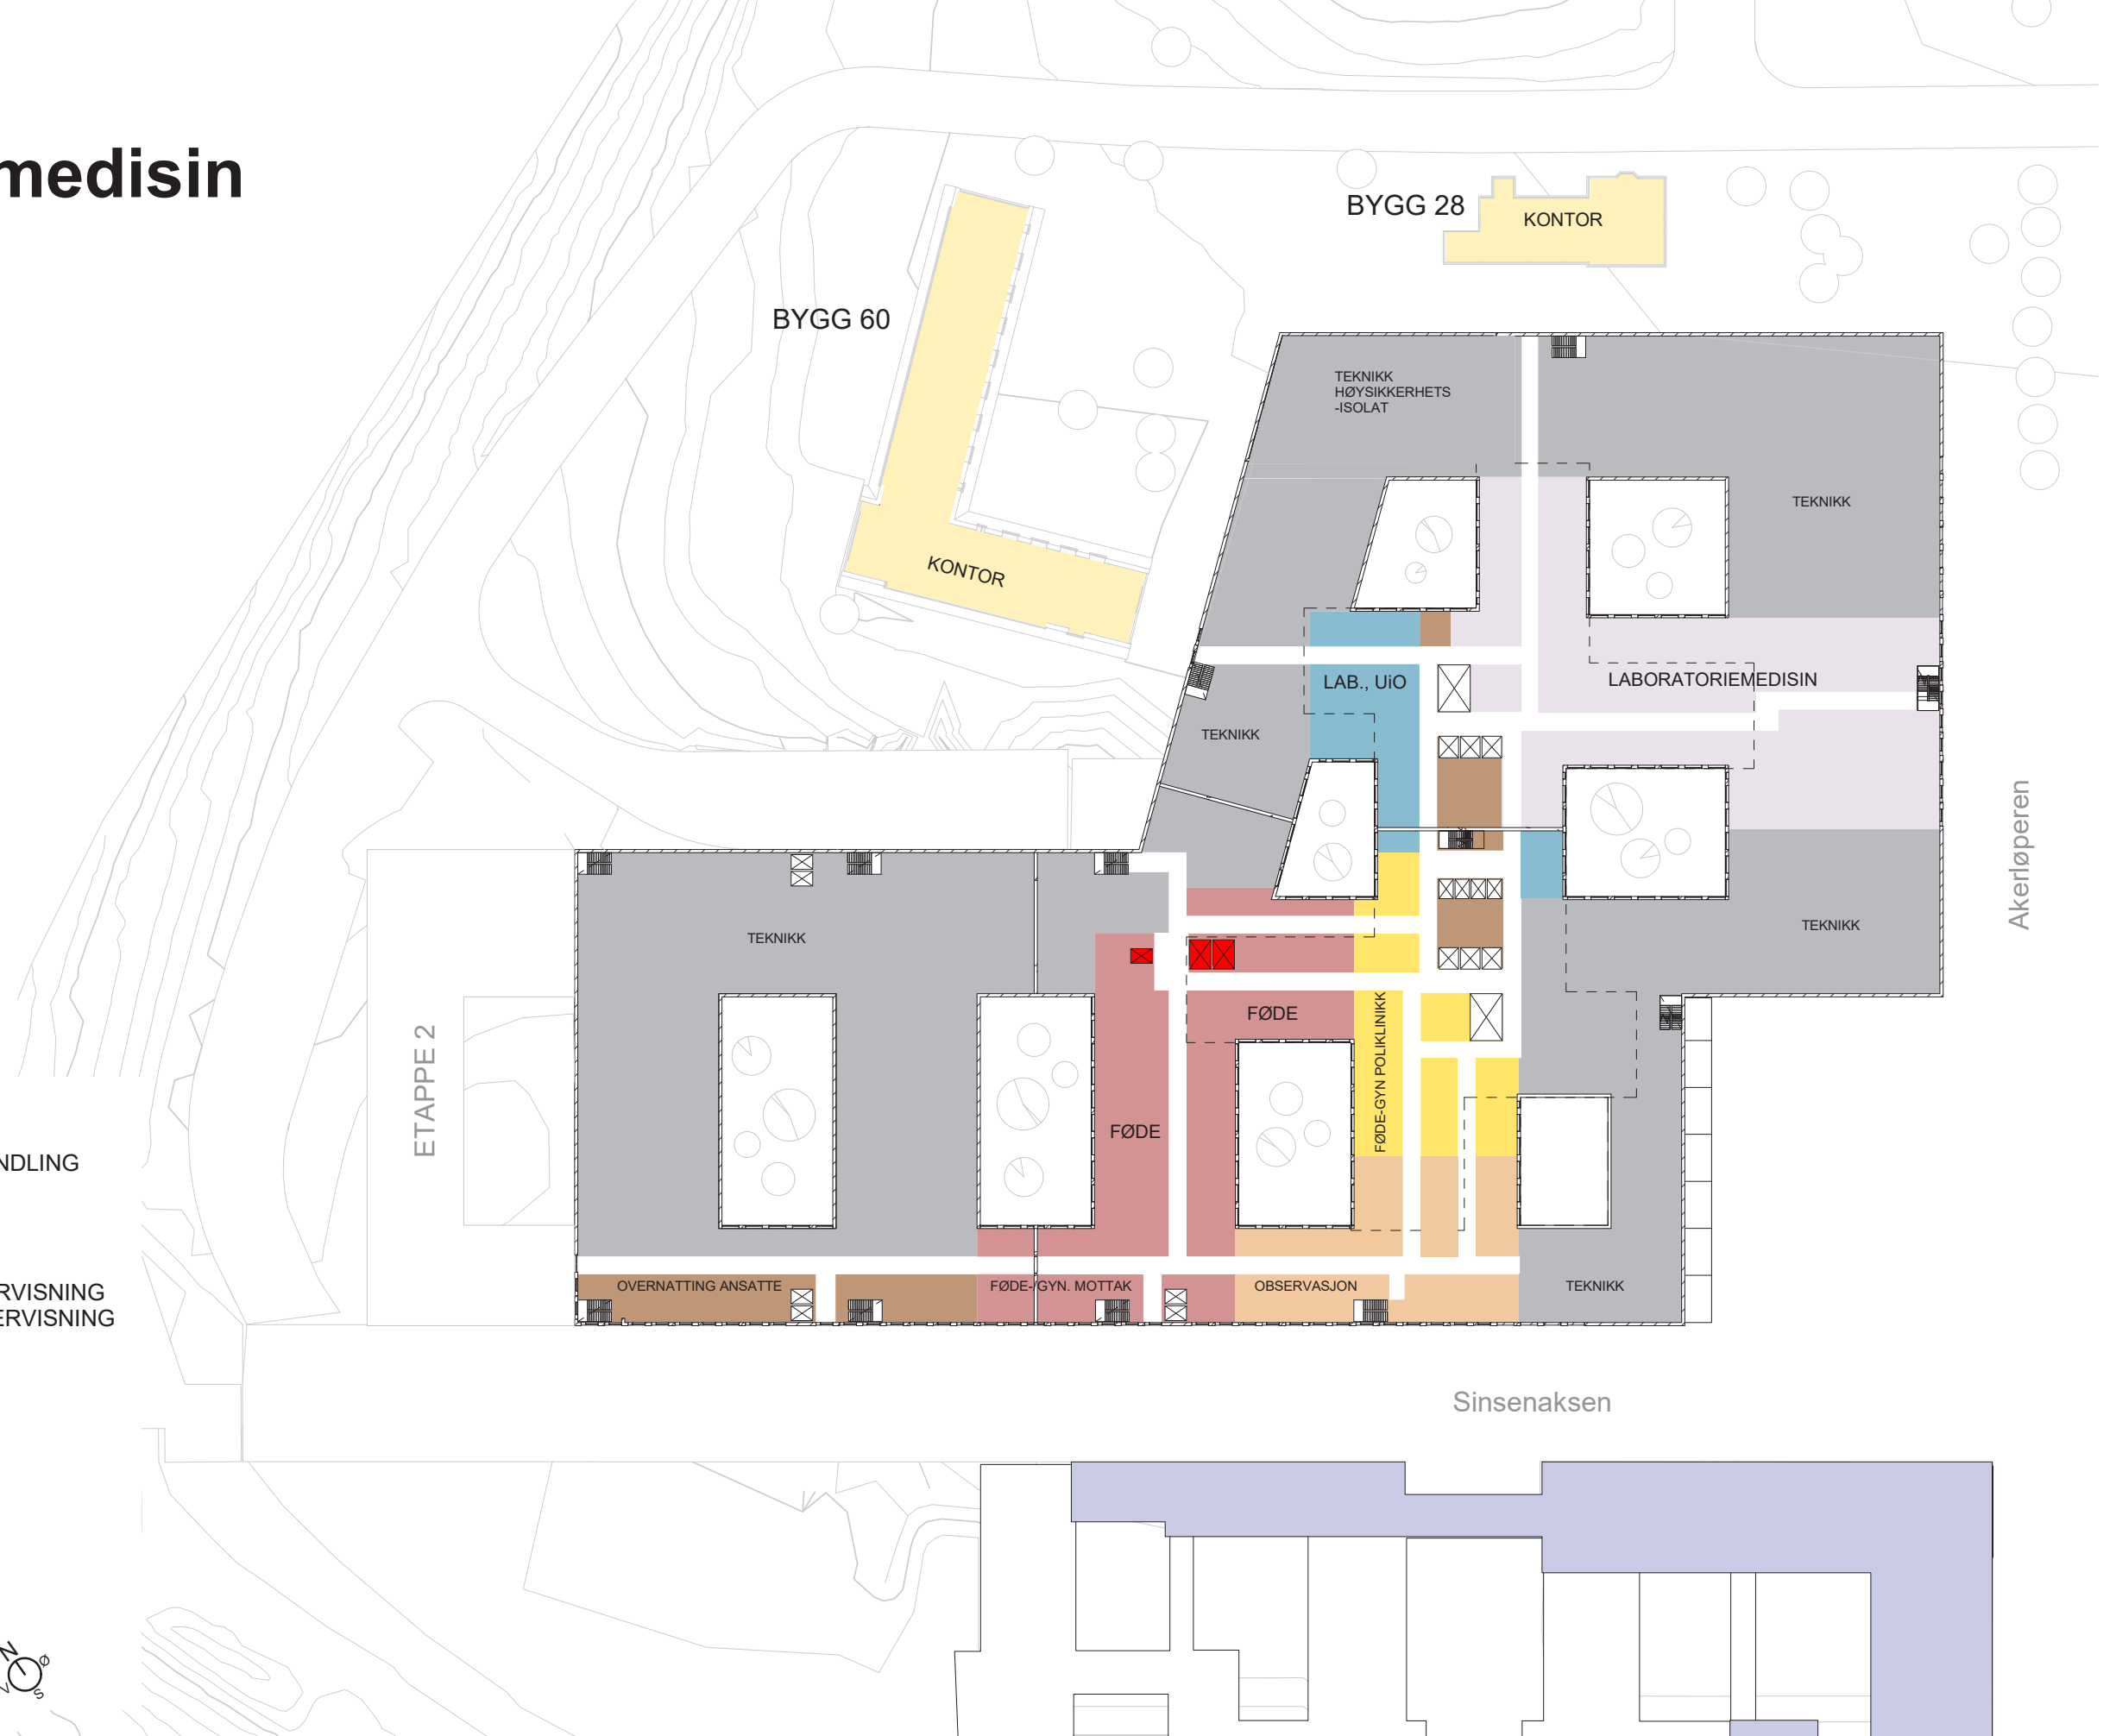 medisin
BYGG 28
KONTOR
BYGG 60
TEKNIKK
HØYSIKKERHETS
-ISOLAT
TEKNIKK
KONTOR
LAB., UiO
LABORATORIEMEDISIN
TEKNIKK
Akerløperen
TEKNIKK
TEKNIKK
FØDE
FØDE-GYN POLIKLINIKK
ETAPPE 2
FØDE
NDLING
OVERNATTING ANSATTE
FØDE-/GYN. MOTTAK
OBSERVASJON
TEKNIKK
RVISNING
ERVISNING
Sinsenaksen
N
Ø
V
S